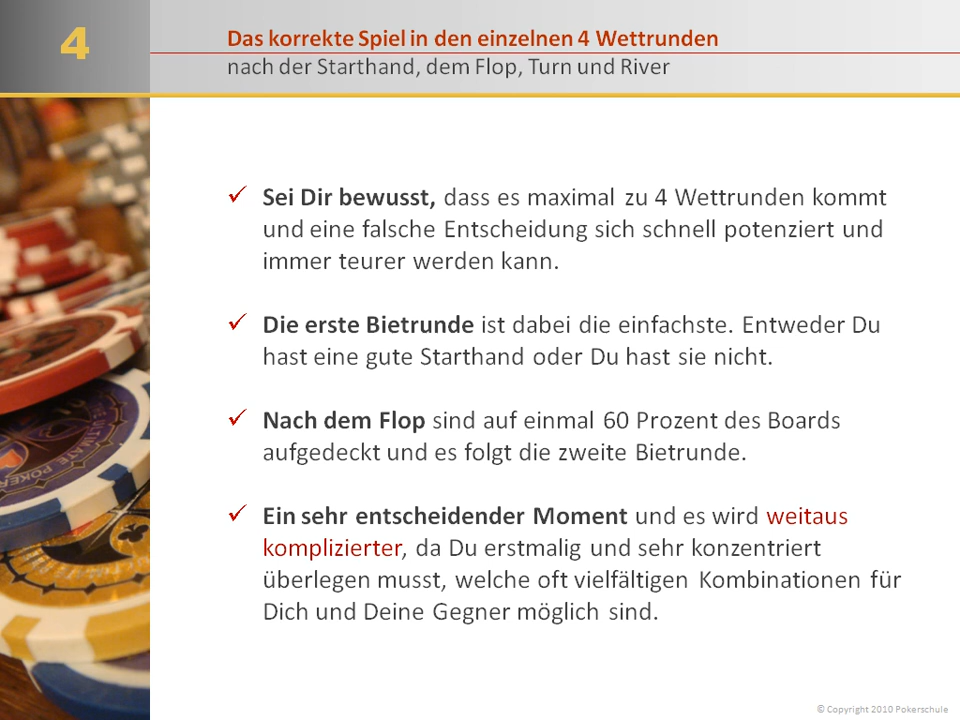 4
Das korrekte Spiel in den einzelnen 4 Wettrunden
nach der Starthand, dem Flop, Turn und River
Sei Dir bewusst, dass es maximal zu 4 Wettrunden kommt
und eine falsche Entscheidung sich schnell potenziert und
immer teurer werden kann.
Die erste Bietrunde ist dabei die einfachste. Entweder Du
hast eine gute Starthand oder Du hast sie nicht.
Nach dem Flop sind auf einmal 60 Prozent des Boards
aufgedeckt und es folgt die zweite Bietrunde.
Ein sehr entscheidender Moment und es wird weitaus
komplizierter, da Du erstmalig und sehr konzentriert
überlegen musst, welche oft vielfältigen Kombinationen für
Dich und Deine Gegner möglich sind.
© Copyright 2010 Pokerschule